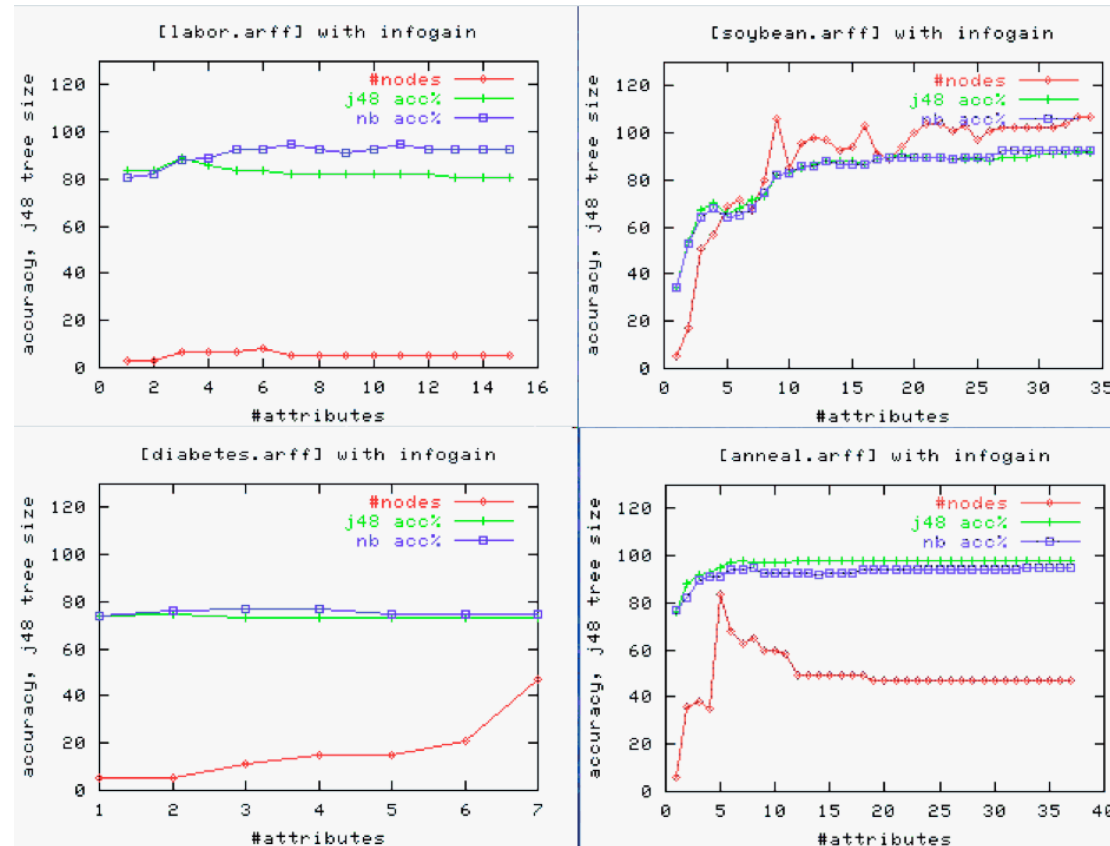 [labor.arff] with infogain
accuracy, j48 tree size
120
100
80
60
40
20
0
#nodes
j48 acc%
nb acc%
0 2 4 6 8 10 12 14 16
#attributes
[soybean.arff] with infogain
accuracy, j48 tree size
120
100
80
60
40
20
0
#nodes
j48 acc%
nb acc%
0 5 10 15 20 25 30 35
#attributes
[diabetes.arff] with infogain
accuracy, j48 tree size
120
100
80
60
40
20
0
#nodes
j48 acc%
nb acc%
1 2 3 4 5 6 7
#attributes
[anneal.arff] with infogain
accuracy, j48 tree size
120
100
80
60
40
20
0
#nodes
j48 acc%
nb acc%
0 5 10 15 20 25 30 35 40
#attributes